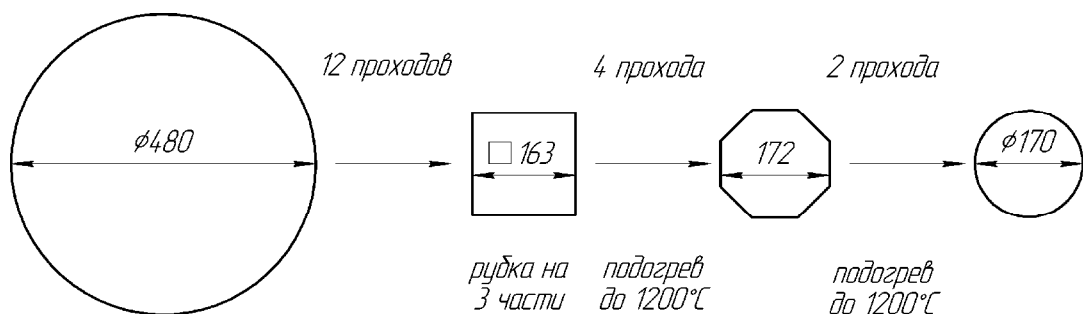 12 проходов
4 прохода
2 прохода
⌀480
□ 163
172
⌀170
рубка на
3 части
подогрев
до 1200°C
подогрев
до 1200°C